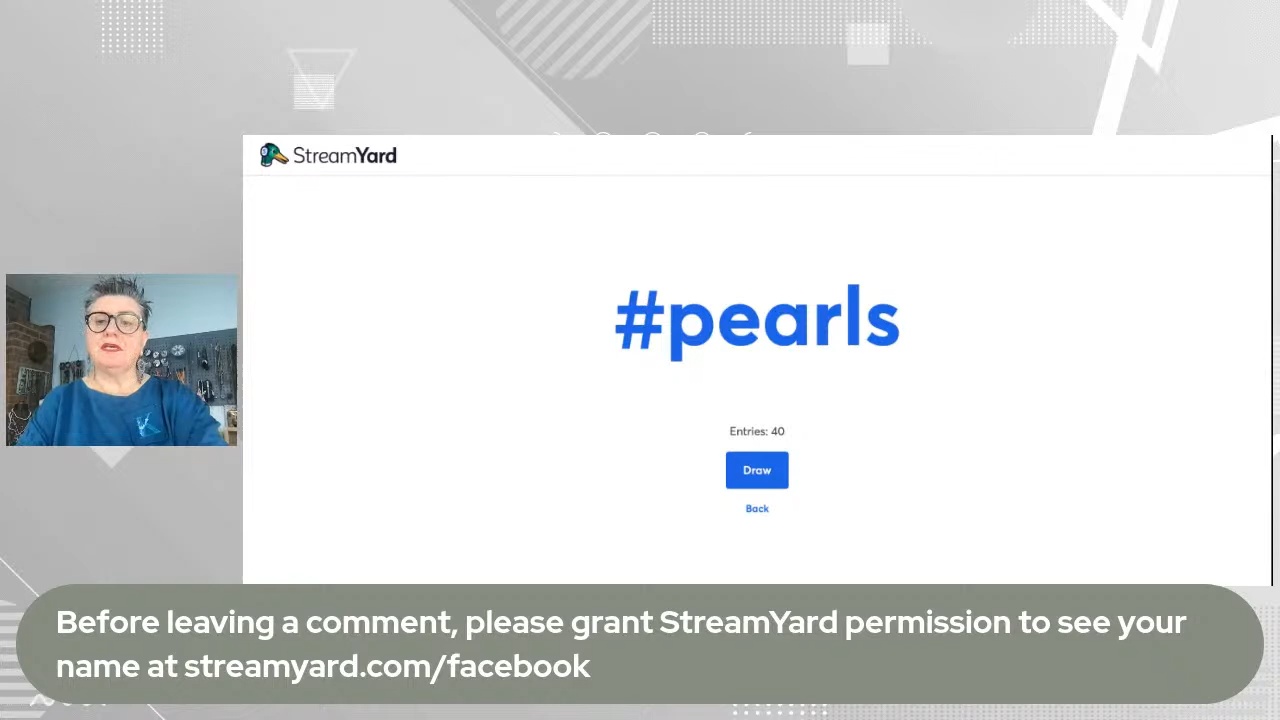 StreamYard
#pearls
Entries: 40
Draw
Back
K
Before leaving a comment, please grant StreamYard permission to see your
name at streamyard.com/facebook